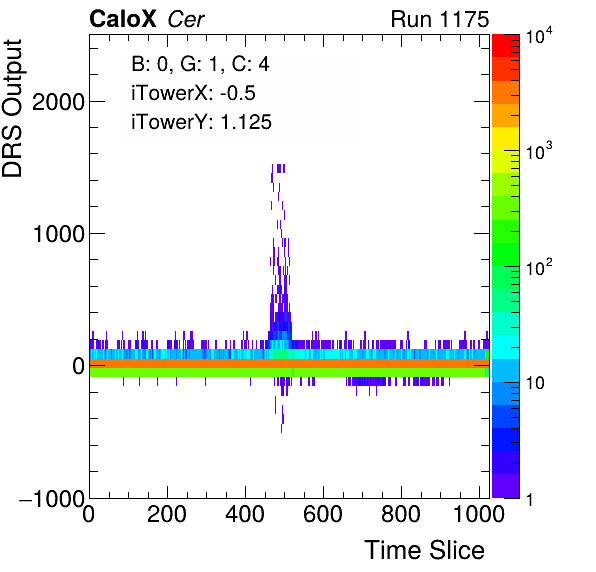 CaloX Cer Run 1175
DRS Output
B: 0, G: 1, C: 4
iTowerX: -0.5
iTowerY: 1.125
2000
1000
0
−1000
0 200 400 600 800 1000
Time Slice
10^4
10^3
10^2
10
1